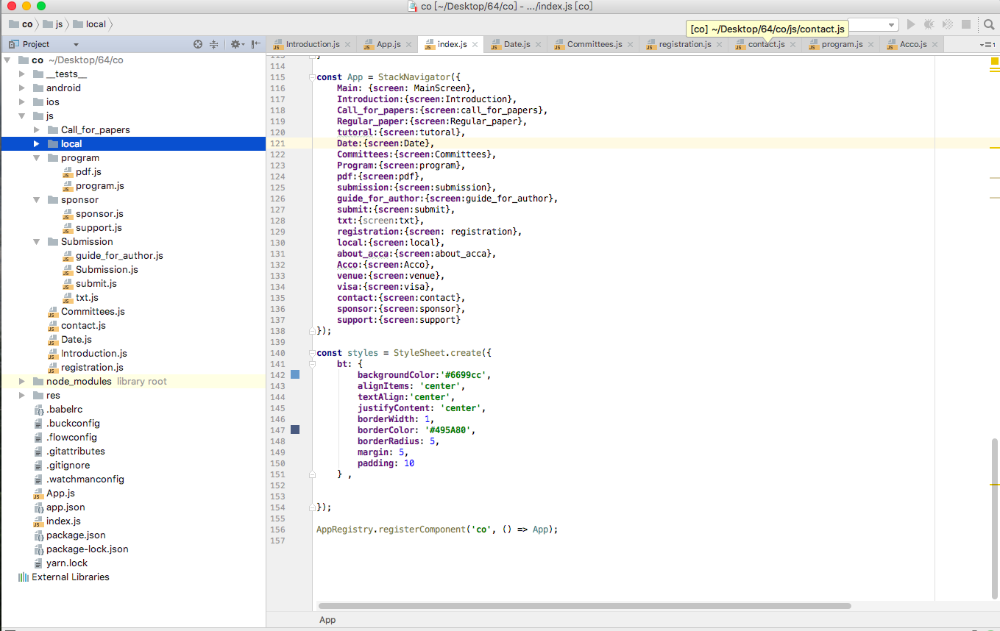 co [~/Desktop/64/co] - .../index.js [co]
co js local
[co] ~/Desktop/64/co/js/contact.js
Project
Introduction.js App.js index.js Date.js Committees.js registration.js contact.js program.js Acco.js
1
co ~/Desktop/64/co
__tests__
android
ios
js
Call_for_papers
local
program
pdf.js
program.js
sponsor
sponsor.js
support.js
Submission
guide_for_author.js
Submission.js
submit.js
txt.js
Committees.js
contact.js
Date.js
Introduction.js
registration.js
node_modules library root
res
.babelrc
.buckconfig
.flowconfig
.gitattributes
.gitignore
.watchmanconfig
App.js
app.json
index.js
package.json
package-lock.json
yarn.lock
External Libraries
113 }
114
115 const App = StackNavigator({
116 Main: {screen: MainScreen},
117 Introduction:{screen:Introduction},
118 Call_for_papers:{screen:call_for_papers},
119 Regular_paper:{screen:Regular_paper},
120 tutoral:{screen:tutoral},
121 Date:{screen:Date},
122 Committees:{screen:Committees},
123 Program:{screen:program},
124 pdf:{screen:pdf},
125 submission:{screen:submission},
126 guide_for_author:{screen:guide_for_author},
127 submit:{screen:submit},
128 txt:{screen:txt},
129 registration:{screen: registration},
130 local:{screen:local},
131 about_acca:{screen:about_acca},
132 Acco:{screen:Acco},
133 venue:{screen:venue},
134 visa:{screen:visa},
135 contact:{screen:contact},
136 sponsor:{screen:sponsor},
137 support:{screen:support}
138 });
139
140 const styles = StyleSheet.create({
141 bt: {
142 backgroundColor:'#6699cc',
143 alignItems: 'center',
144 textAlign:'center',
145 justifyContent: 'center',
146 borderWidth: 1,
147 borderColor: '#495A80',
148 borderRadius: 5,
149 margin: 5,
150 padding: 10
151 } ,
152
153
154 });
155
156 AppRegistry.registerComponent('co', () => App);
157
App